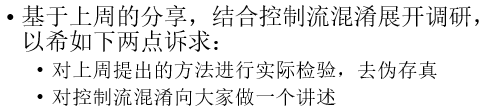 • 基于上周的分享，结合控制流混淆展开调研，
以希如下两点诉求：
• 对上周提出的方法进行实际检验，去伪存真
• 对控制流混淆向大家做一个讲述